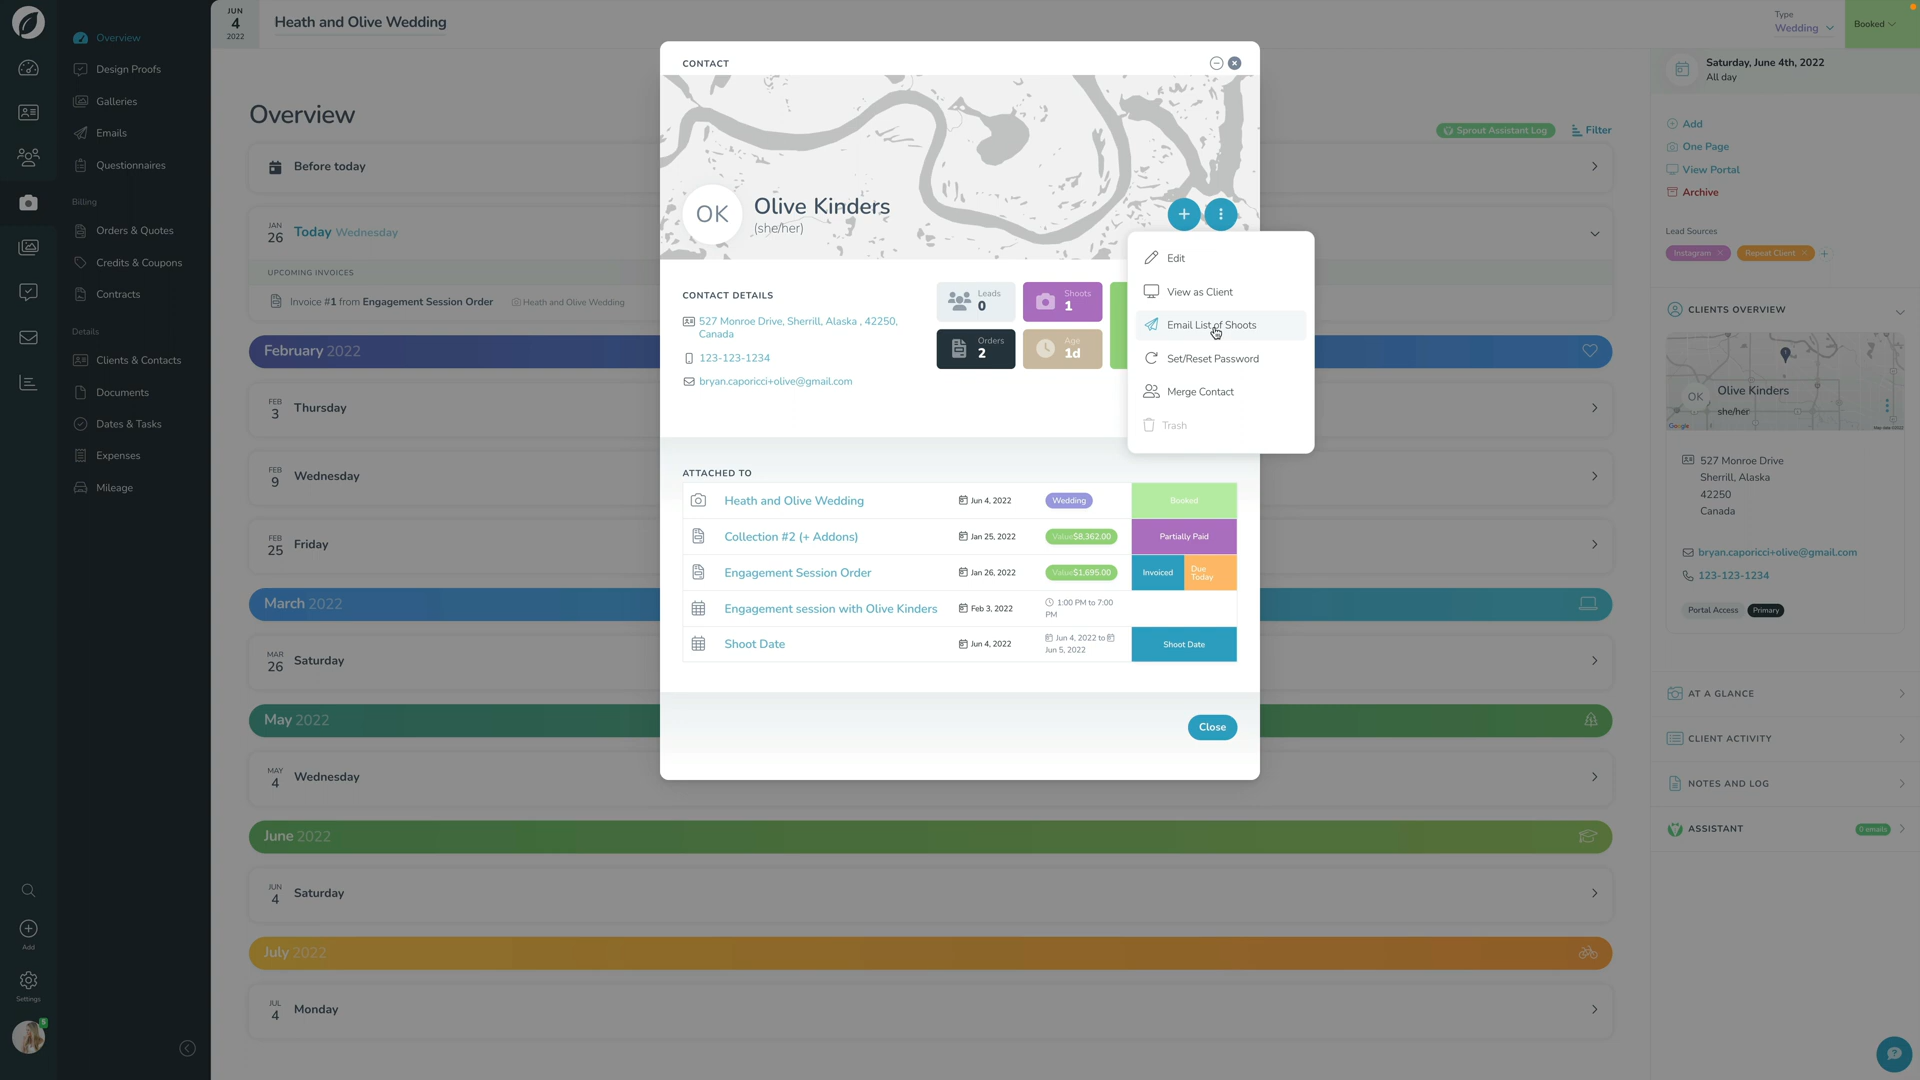 JUN
4
2022
Heath and Olive Wedding
Type
Wedding
Booked
Overview
Design Proofs
Galleries
Emails
Questionnaires
Billing
Orders & Quotes
Credits & Coupons
Contracts
Details
Clients & Contacts
Documents
Dates & Tasks
Expenses
Mileage
Add
Settings
5
Overview
Sprout Assistant Log
Filter
Before today
JAN
26
Today Wednesday
UPCOMING INVOICES
Invoice #1 from Engagement Session Order
Heath and Olive Wedding
February 2022
FEB
3
Thursday
FEB
9
Wednesday
FEB
25
Friday
March 2022
MAR
26
Saturday
May 2022
MAY
4
Wednesday
June 2022
JUN
4
Saturday
July 2022
JUL
4
Monday
CONTACT
OK
Olive Kinders
(she/her)
CONTACT DETAILS
527 Monroe Drive, Sherrill, Alaska , 42250,
Canada
123-123-1234
bryan.caporicci+olive@gmail.com
Leads
0
Shoots
1
Orders
2
Age
1d
Edit
View as Client
Email List of Shoots
Set/Reset Password
Merge Contact
Trash
ATTACHED TO
Heath and Olive Wedding
Jun 4, 2022
Wedding
Booked
Collection #2 (+ Addons)
Jan 25, 2022
Value $8,362.00
Partially Paid
Engagement Session Order
Jan 26, 2022
Value $1,695.00
Invoiced
Due
Today
Engagement session with Olive Kinders
Feb 3, 2022
1:00 PM to 7:00
PM
Shoot Date
Jun 4, 2022
Jun 4, 2022 to
Jun 5, 2022
Shoot Date
Close
Saturday, June 4th, 2022
All day
Add
One Page
View Portal
Archive
Lead Sources
Instagram ×
Repeat Client ×
+
CLIENTS OVERVIEW
OK
Olive Kinders
she/her
Google
527 Monroe Drive
Sherrill, Alaska
42250
Canada
bryan.caporicci+olive@gmail.com
123-123-1234
Portal Access
Primary
AT A GLANCE
CLIENT ACTIVITY
NOTES AND LOG
ASSISTANT
0 emails